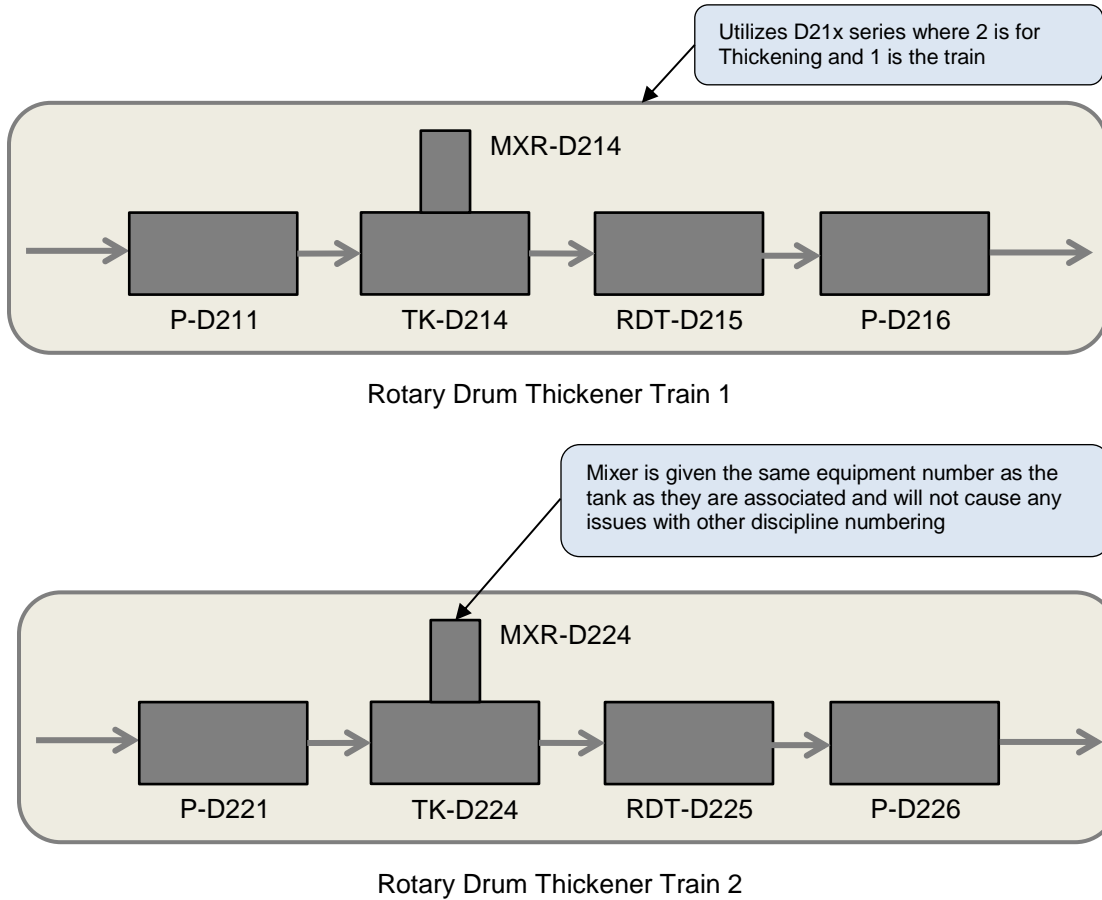 Utilizes D21x series where 2 is for
Thickening and 1 is the train
MXR-D214
P-D211
TK-D214
RDT-D215
P-D216
Rotary Drum Thickener Train 1
Mixer is given the same equipment number as the
tank as they are associated and will not cause any
issues with other discipline numbering
MXR-D224
P-D221
TK-D224
RDT-D225
P-D226
Rotary Drum Thickener Train 2